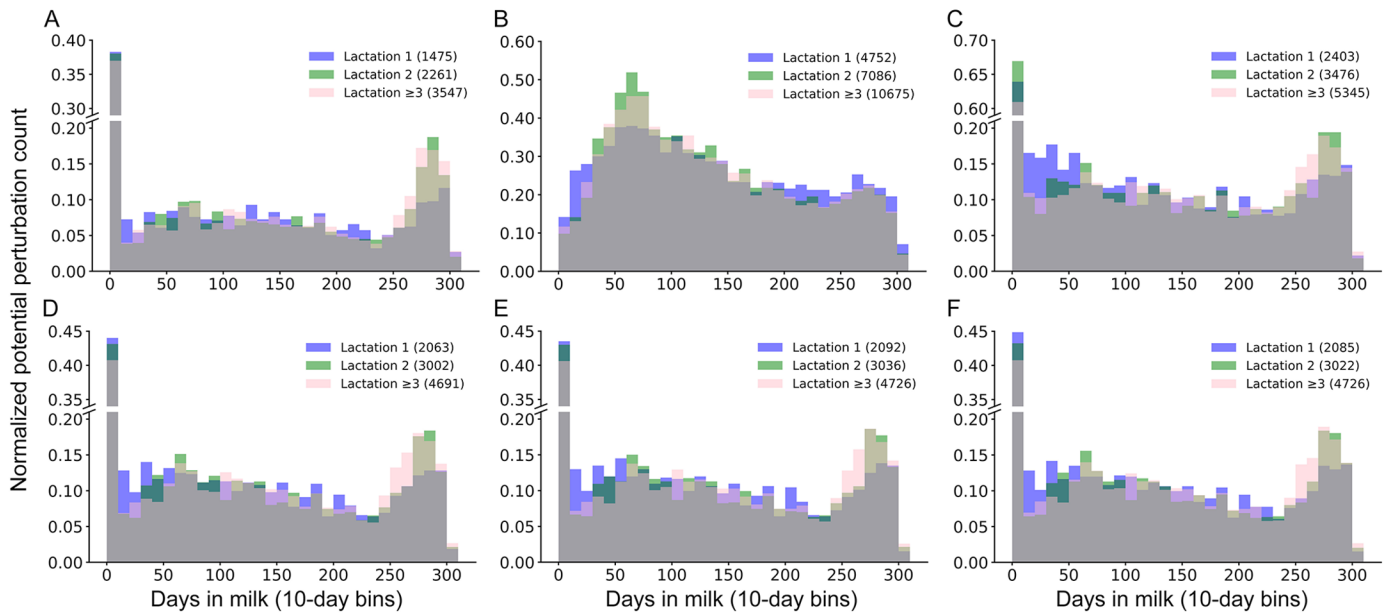 A
0.40
0.35
0.30
0.20
0.15
0.10
0.05
0.00
0 50 100 150 200 250 300
Lactation 1 (1475)
Lactation 2 (2261)
Lactation ≥3 (3547)
B
0.60
0.50
0.40
0.30
0.20
0.10
0.00
0 50 100 150 200 250 300
Lactation 1 (4752)
Lactation 2 (7086)
Lactation ≥3 (10675)
C
0.70
0.65
0.60
0.20
0.15
0.10
0.05
0.00
0 50 100 150 200 250 300
Lactation 1 (2403)
Lactation 2 (3476)
Lactation ≥3 (5345)
Normalized potential perturbation count
D
0.45
0.40
0.35
0.20
0.15
0.10
0.05
0.00
0 50 100 150 200 250 300
Lactation 1 (2063)
Lactation 2 (3002)
Lactation ≥3 (4691)
Days in milk (10-day bins)
E
0.45
0.40
0.35
0.20
0.15
0.10
0.05
0.00
0 50 100 150 200 250 300
Lactation 1 (2092)
Lactation 2 (3036)
Lactation ≥3 (4726)
Days in milk (10-day bins)
F
0.45
0.40
0.35
0.20
0.15
0.10
0.05
0.00
0 50 100 150 200 250 300
Lactation 1 (2085)
Lactation 2 (3022)
Lactation ≥3 (4726)
Days in milk (10-day bins)